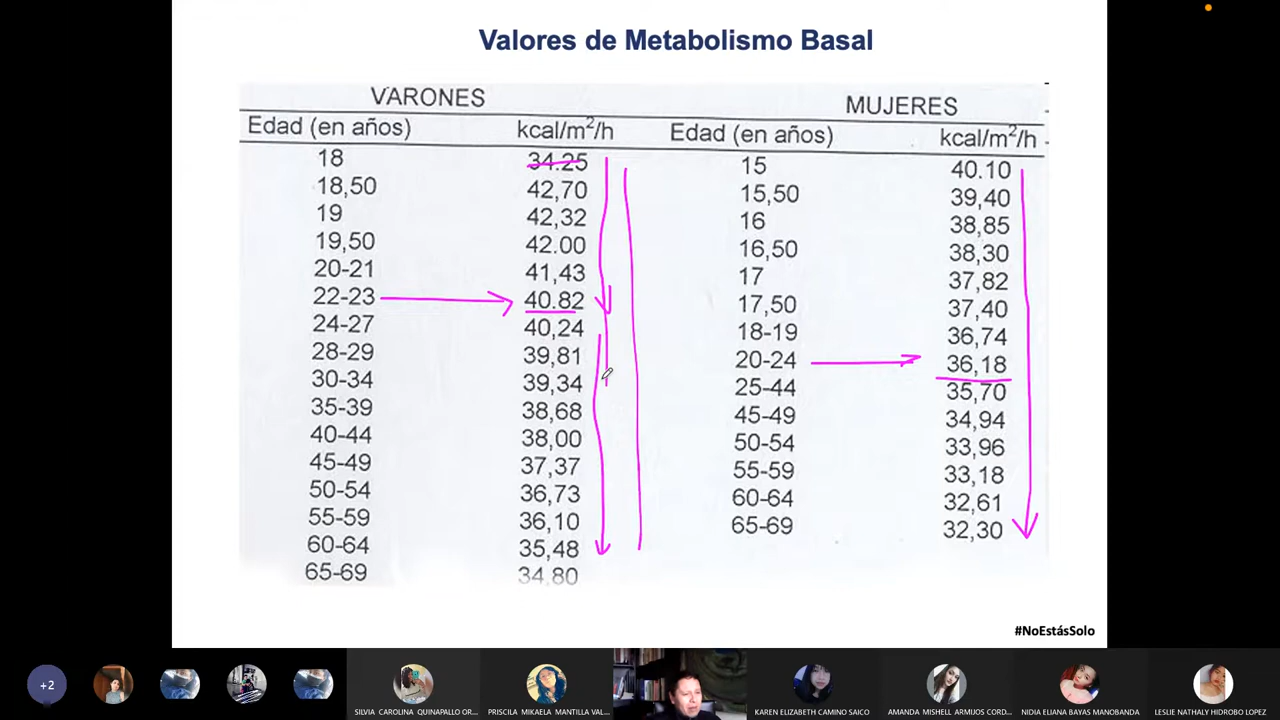 Valores de Metabolismo Basal
VARONES MUJERES
Edad (en años) kcal/m²/h Edad (en años) kcal/m²/h
18 34.25 15 40.10
18,50 42,70 15,50 39,40
19 42,32 16 38,85
19,50 42.00 16,50 38,30
20-21 41,43 17 37,82
22-23 40.82 17,50 37,40
24-27 40,24 18-19 36,74
28-29 39,81 20-24 36,18
30-34 39,34 25-44 35,70
35-39 38,68 45-49 34,94
40-44 38,00 50-54 33,96
45-49 37,37 55-59 33,18
50-54 36,73 60-64 32,61
55-59 36,10 65-69 32,30
60-64 35,48
65-69 34,80
#NoEstásSolo
+2
SILVIA CAROLINA QUINAPALLO OR...
PRISCILA MIKAELA MANTILLA VAL...
KAREN ELIZABETH CAMINO SAICO
AMANDA MISHELL ARMIJOS CORD...
NIDIA ELIANA BAYAS MANOBANDA
LESLIE NATHALY HIDROBO LOPEZ